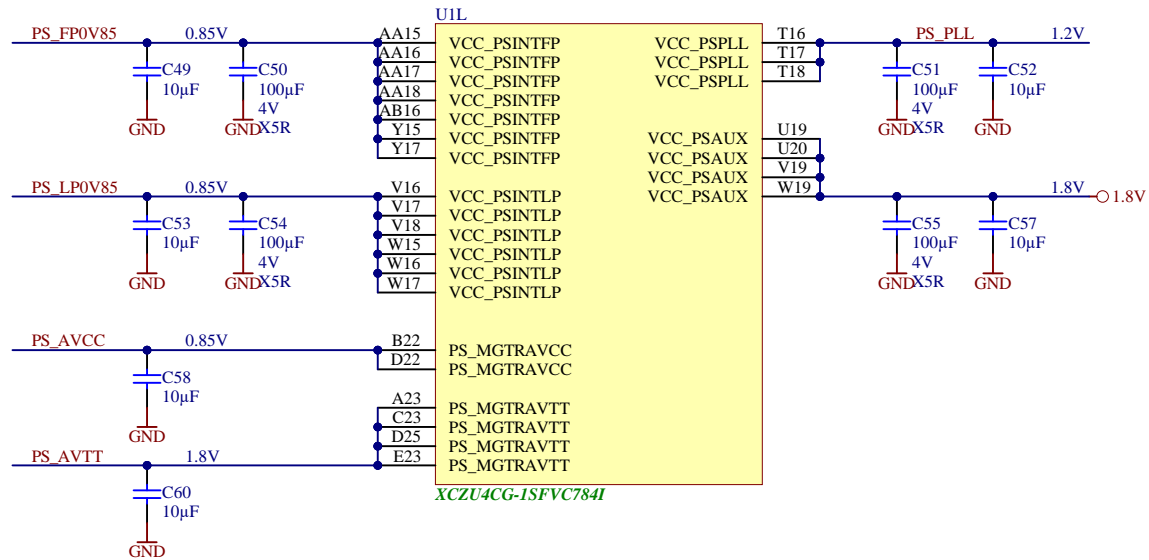 U1L
PS_FP0V85 0.85V AA15 VCC_PSINTFP VCC_PSPLL T16 PS_PLL 1.2V
AA16 VCC_PSINTFP VCC_PSPLL T17
C49 C50 AA17 VCC_PSINTFP VCC_PSPLL T18 C51 C52
10µF 100µF AA18 VCC_PSINTFP 100µF 10µF
4V AB16 VCC_PSINTFP 4V
GND GND X5R Y15 VCC_PSINTFP VCC_PSAUX U19 GND X5R GND
Y17 VCC_PSINTFP VCC_PSAUX U20
VCC_PSAUX V19
PS_LP0V85 0.85V V16 VCC_PSINTLP VCC_PSAUX W19 1.8V 1.8V
V17 VCC_PSINTLP
C53 C54 V18 VCC_PSINTLP C55 C57
10µF 100µF W15 VCC_PSINTLP 100µF 10µF
4V W16 VCC_PSINTLP 4V
GND GND X5R W17 VCC_PSINTLP GND X5R GND
PS_AVCC 0.85V B22 PS_MGTRAVCC
D22 PS_MGTRAVCC
C58
10µF A23 PS_MGTRAVTT
C23 PS_MGTRAVTT
GND D25 PS_MGTRAVTT
PS_AVTT 1.8V E23 PS_MGTRAVTT
C60 XCZU4CG-1SFVC784I
10µF
GND